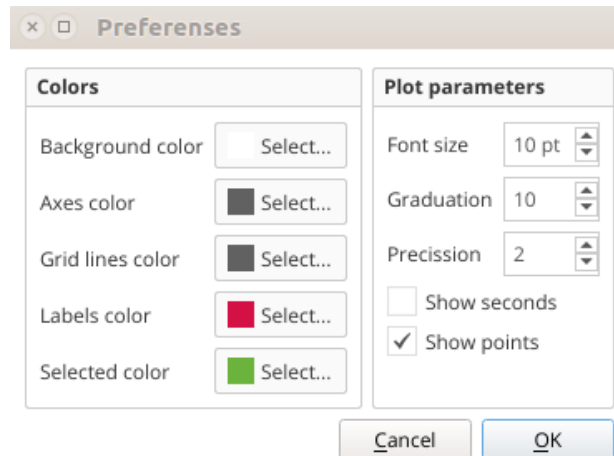 Preferenses
Colors
Background color Select...
Axes color Select...
Grid lines color Select...
Labels color Select...
Selected color Select...
Plot parameters
Font size 10 pt
Graduation 10
Precission 2
Show seconds
Show points
Cancel OK